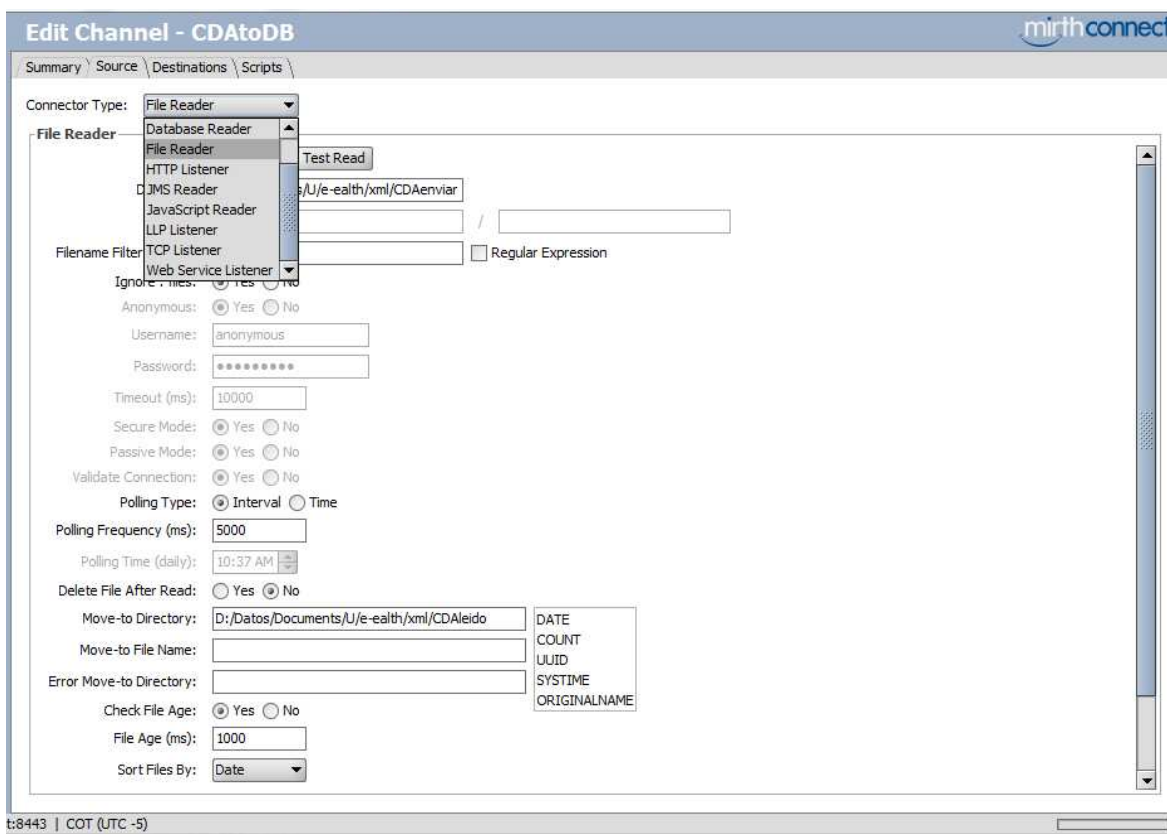 Edit Channel - CDAtoDB
mirth connect
Summary Source Destinations Scripts
Connector Type: File Reader
File Reader
Database Reader
File Reader
HTTP Listener
JMS Reader
JavaScript Reader
LLP Listener
TCP Listener
Web Service Listener
Test Read
D s/U/e-ealth/xml/CDAenviar
/
Filename Filter Regular Expression
Ignore . files: Yes No
Anonymous: Yes No
Username: anonymous
Password:
Timeout (ms): 10000
Secure Mode: Yes No
Passive Mode: Yes No
Validate Connection: Yes No
Polling Type: Interval Time
Polling Frequency (ms): 5000
Polling Time (daily): 10:37 AM
Delete File After Read: Yes No
Move-to Directory: D:/Datos/Documents/U/e-ealth/xml/CDAleido
DATE
COUNT
Move-to File Name:
UUID
Error Move-to Directory:
SYSTIME
ORIGINALNAME
Check File Age: Yes No
File Age (ms): 1000
Sort Files By: Date
t:8443 | COT (UTC -5)